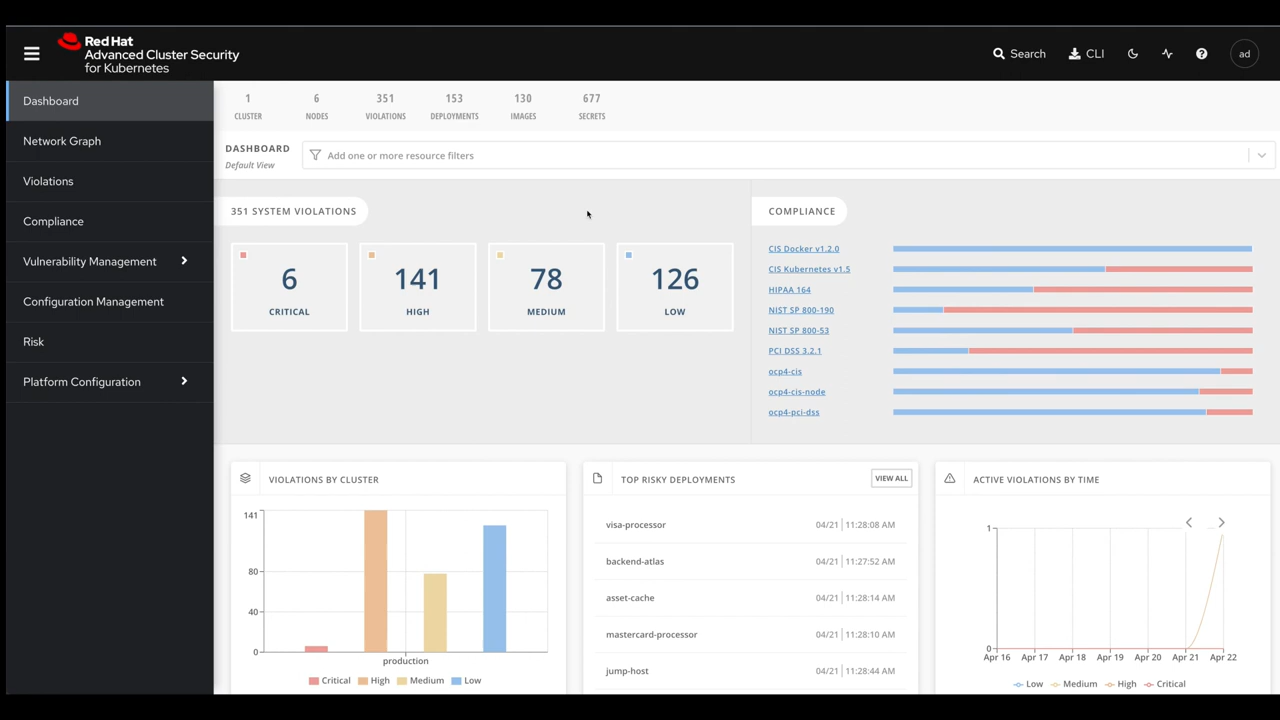 Red Hat
Advanced Cluster Security
for Kubernetes
Search
CLI
ad
Dashboard
Network Graph
Violations
Compliance
Vulnerability Management
Configuration Management
Risk
Platform Configuration
1 6 351 153 130 677
CLUSTER NODES VIOLATIONS DEPLOYMENTS IMAGES SECRETS
DASHBOARD
Default View
Add one or more resource filters
351 SYSTEM VIOLATIONS
6
CRITICAL
141
HIGH
78
MEDIUM
126
LOW
COMPLIANCE
CIS Docker v1.2.0
CIS Kubernetes v1.5
HIPAA 164
NIST SP 800-190
NIST SP 800-53
PCI DSS 3.2.1
ocp4-cis
ocp4-cis-node
ocp4-pci-dss
VIOLATIONS BY CLUSTER
141
80
40
0
production
Critical High Medium Low
TOP RISKY DEPLOYMENTS
VIEW ALL
visa-processor 04/21 | 11:28:08 AM
backend-atlas 04/21 | 11:27:52 AM
asset-cache 04/21 | 11:28:14 AM
mastercard-processor 04/21 | 11:28:10 AM
jump-host 04/21 | 11:28:44 AM
ACTIVE VIOLATIONS BY TIME
1
0
Apr 16 Apr 17 Apr 18 Apr 19 Apr 20 Apr 21 Apr 22
Low Medium High Critical